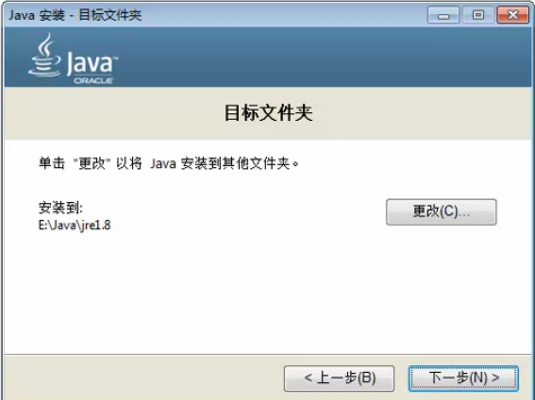 Java 安装 - 目标文件夹
Java™
ORACLE
目标文件夹
单击 "更改" 以将 Java 安装到其他文件夹。
安装到:
E:\Java\jre1.8
更改(C)...
< 上一步(B)
下一步(N) >